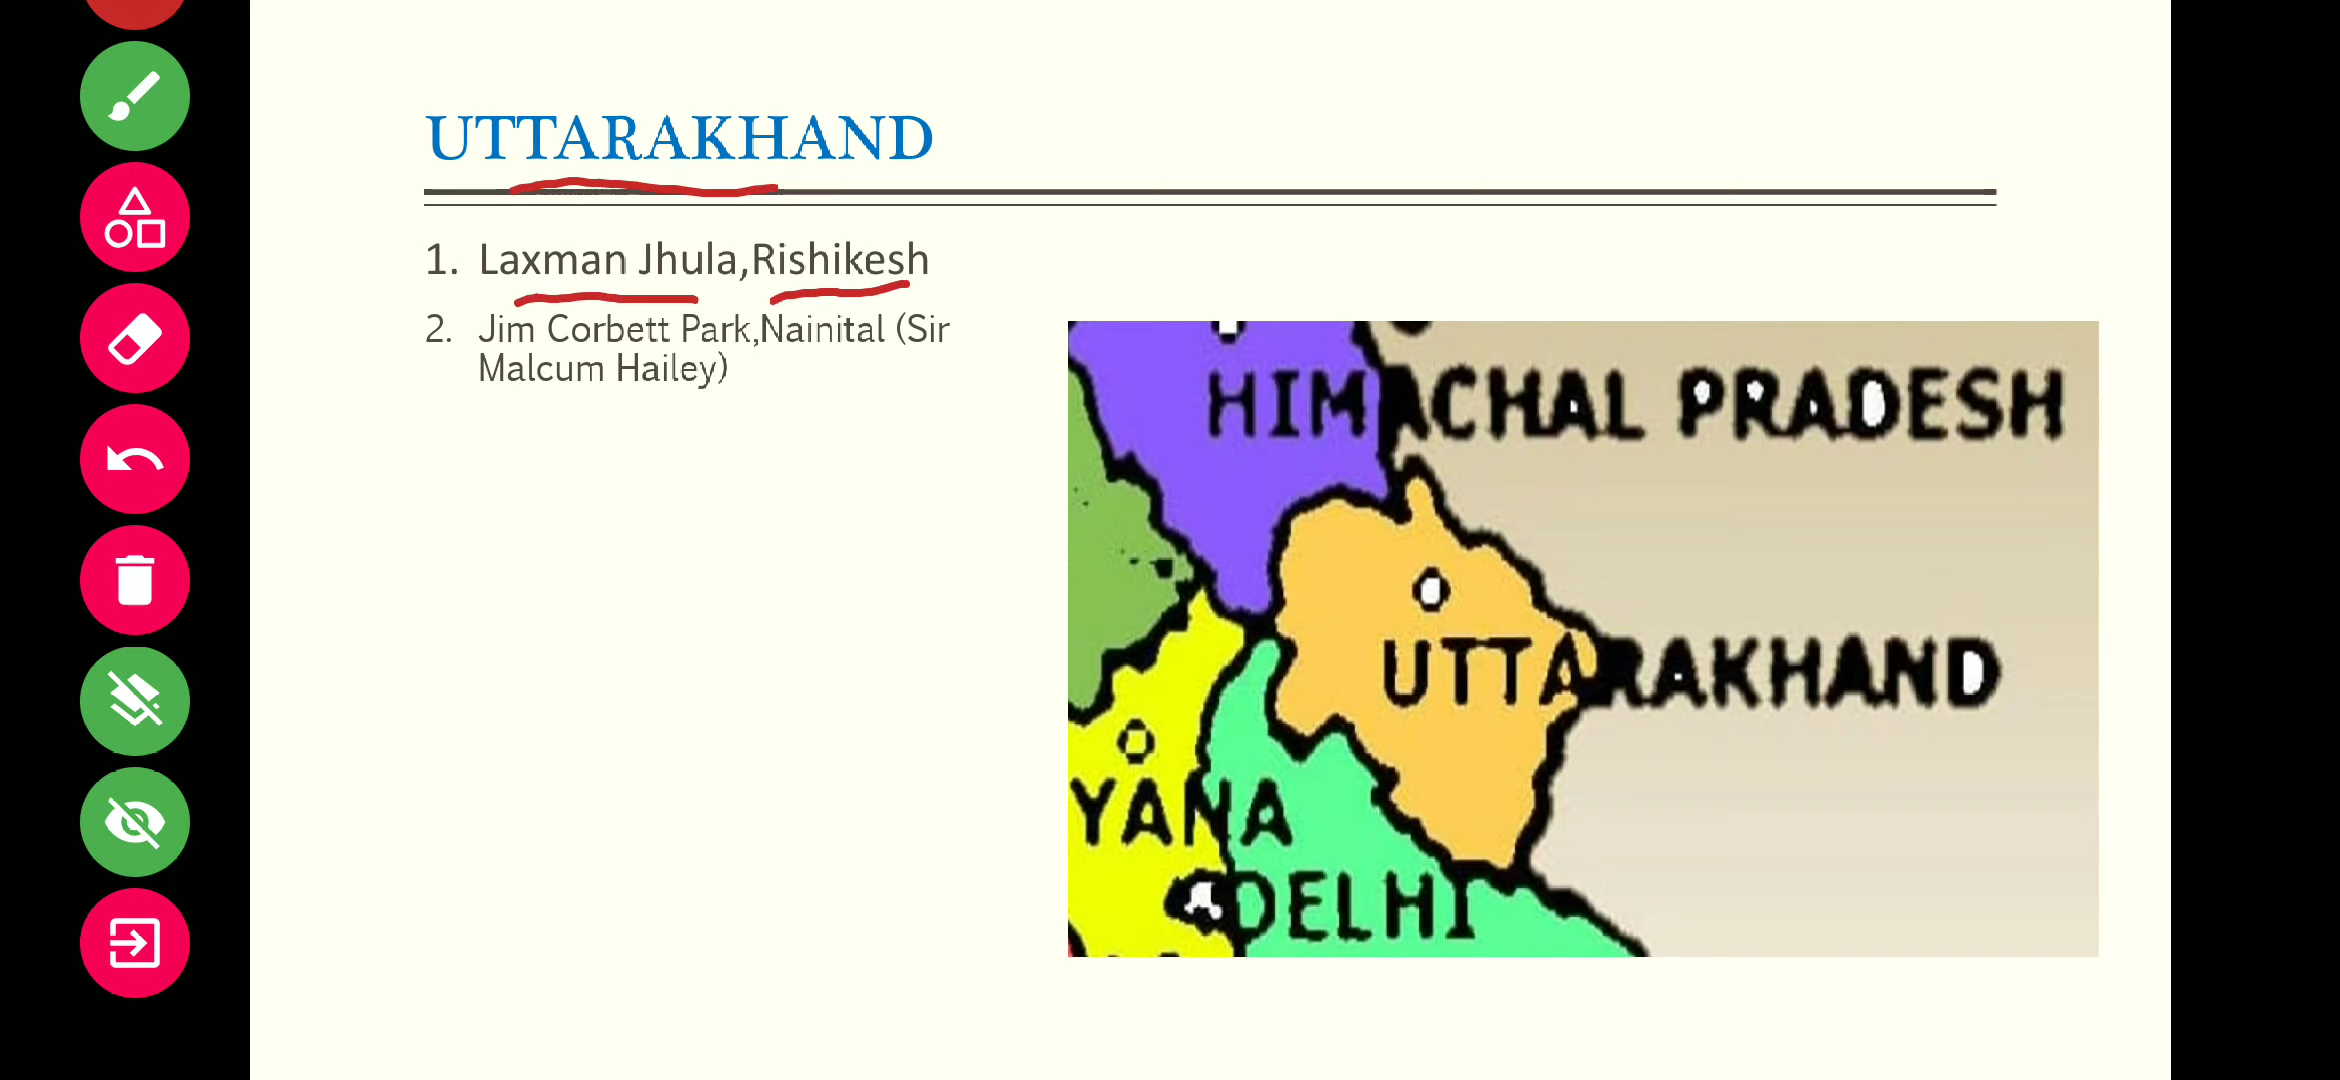 UTTARAKHAND
1. Laxman Jhula,Rishikesh
2. Jim Corbett Park,Nainital (Sir
Malcum Hailey)
HIMACHAL PRADESH
UTTARAKHAND
YANA
DELHI